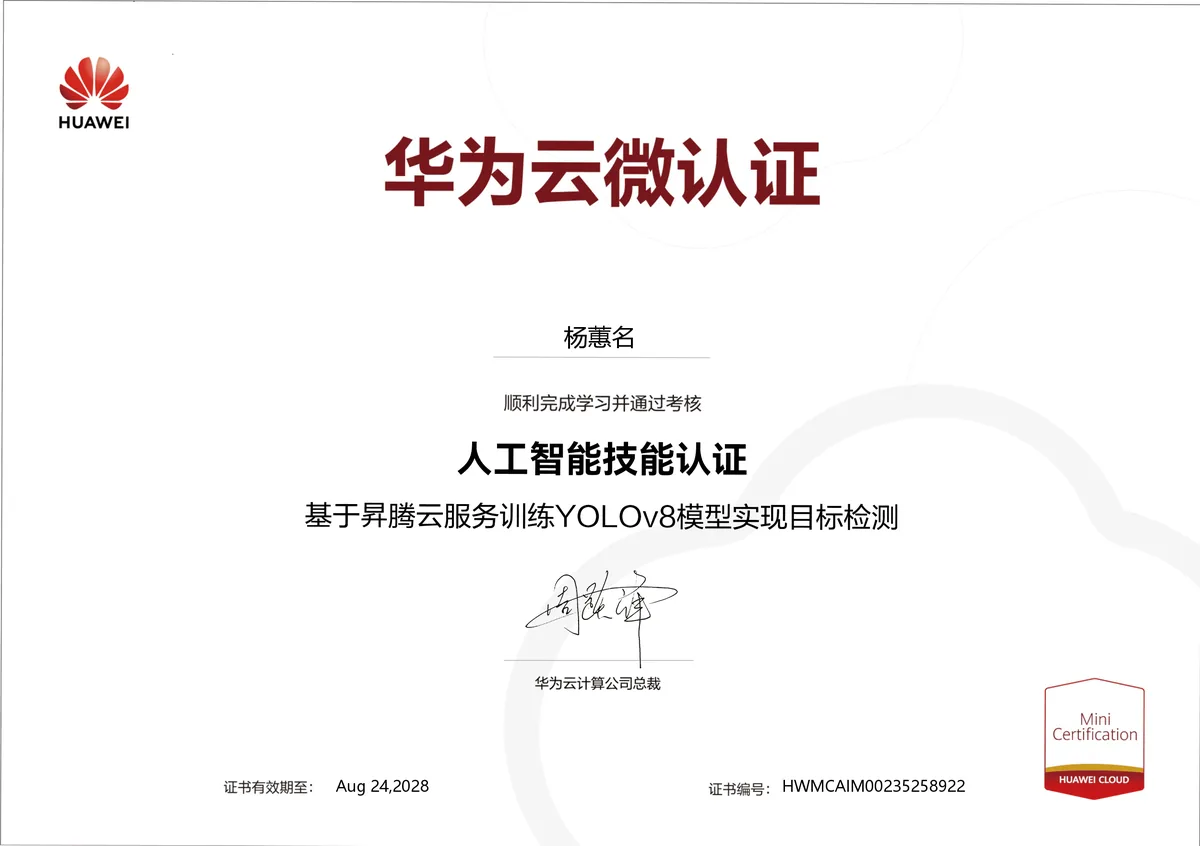 HUAWEI
华为云微认证
杨蕙名
顺利完成学习并通过考核
人工智能技能认证
基于昇腾云服务训练YOLOv8模型实现目标检测
华为云计算公司总裁
Mini
Certification
HUAWEI CLOUD
证书有效期至： Aug 24,2028
证书编号： HWMCAIM00235258922